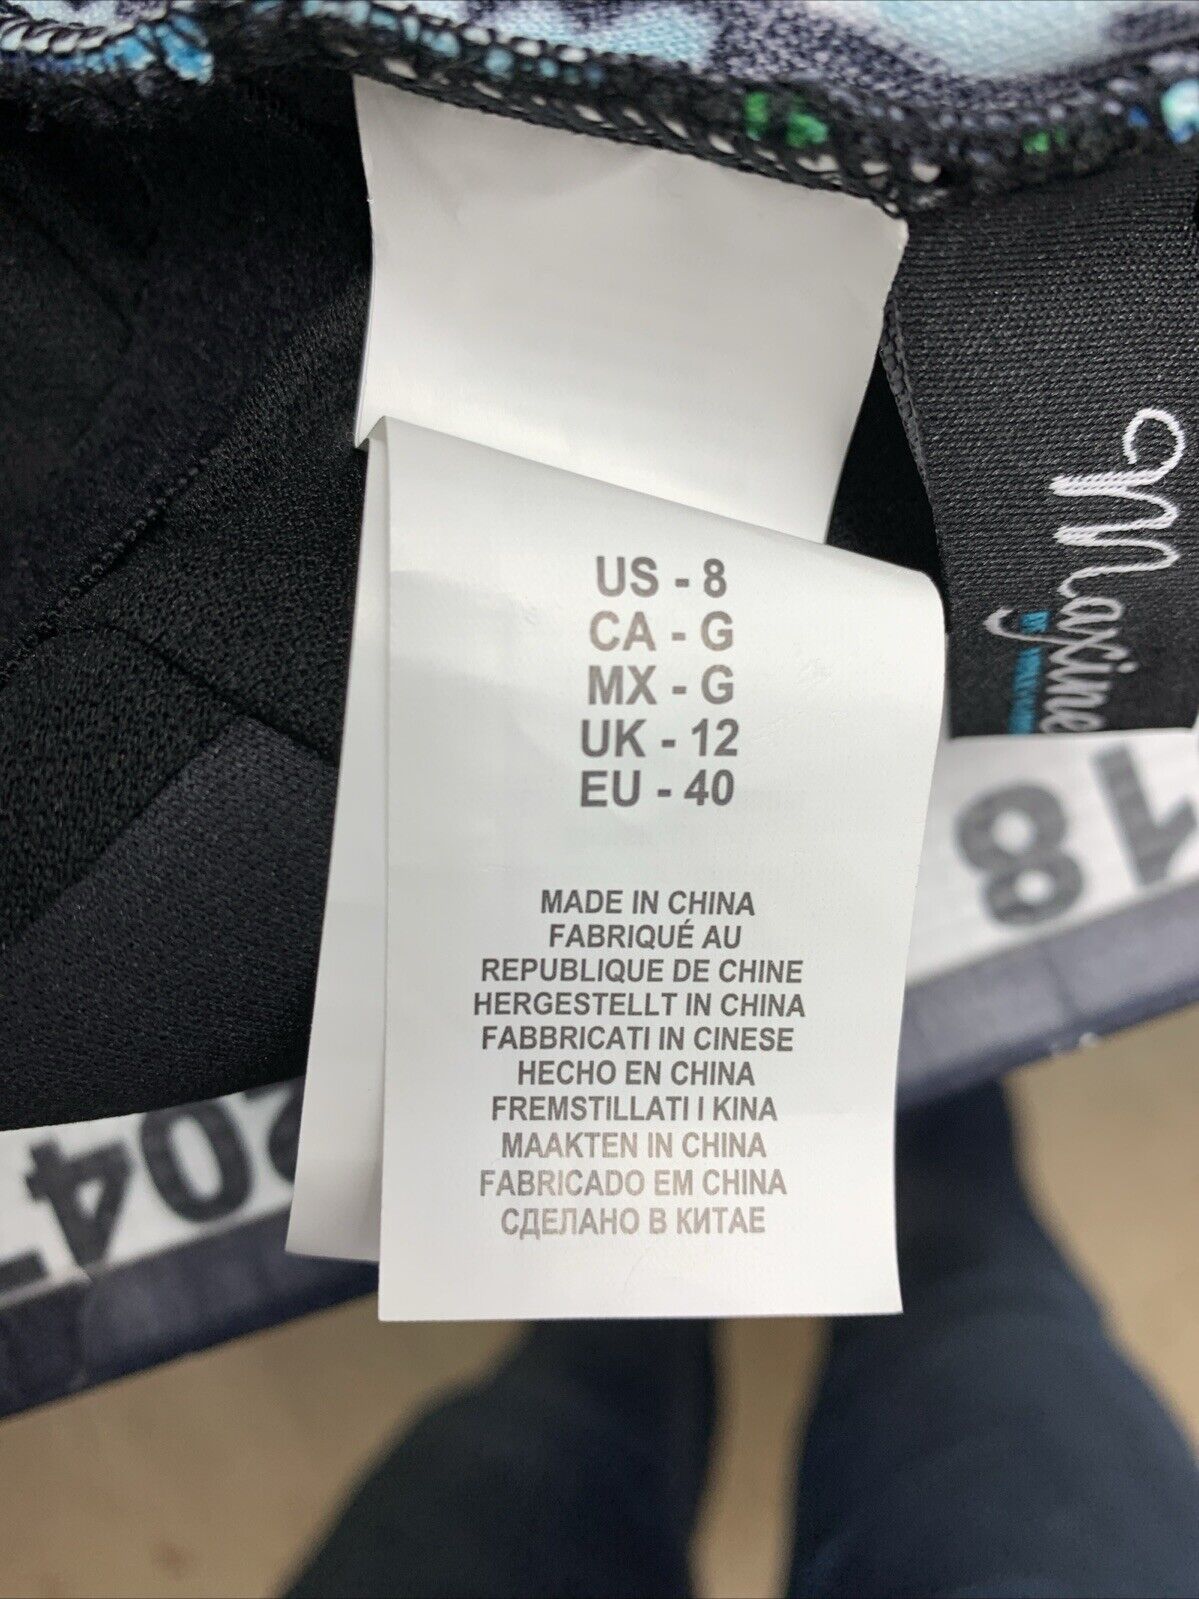 US - 8
CA - G
MX - G
UK - 12
EU - 40
MADE IN CHINA
FABRIQUÉ AU
REPUBLIQUE DE CHINE
HERGESTELLT IN CHINA
FABBRICATI IN CINESE
HECHO EN CHINA
FREMSTILLATI I KINA
MAAKTEN IN CHINA
FABRICADO EM CHINA
СДЕЛАНО В КИТАЕ
Maxine
18
204